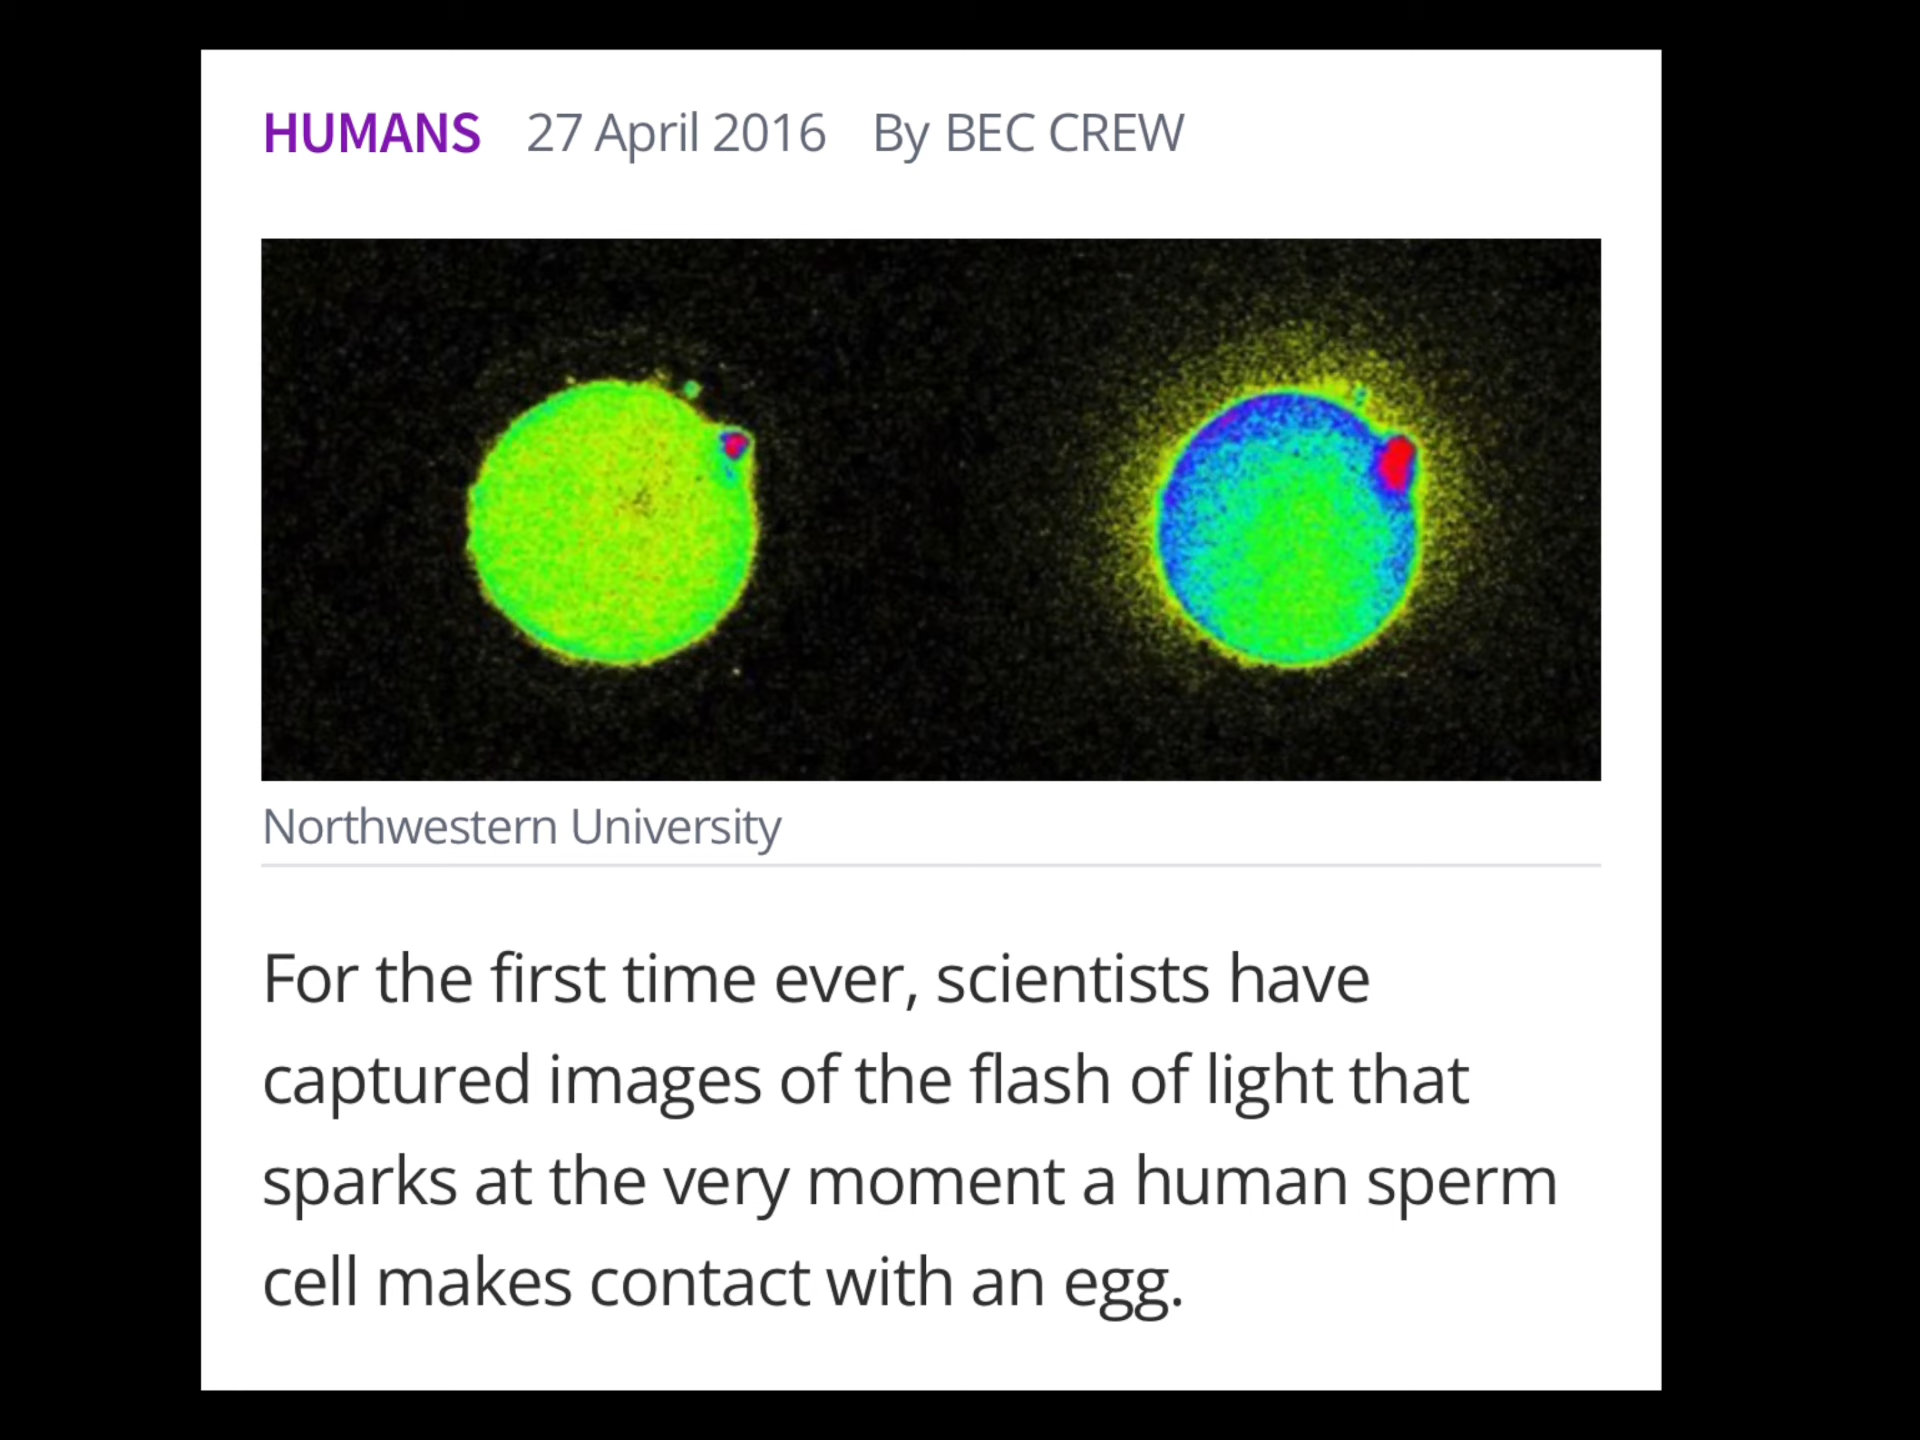 HUMANS 27 April 2016 By BEC CREW
Northwestern University
For the first time ever, scientists have
captured images of the flash of light that
sparks at the very moment a human sperm
cell makes contact with an egg.